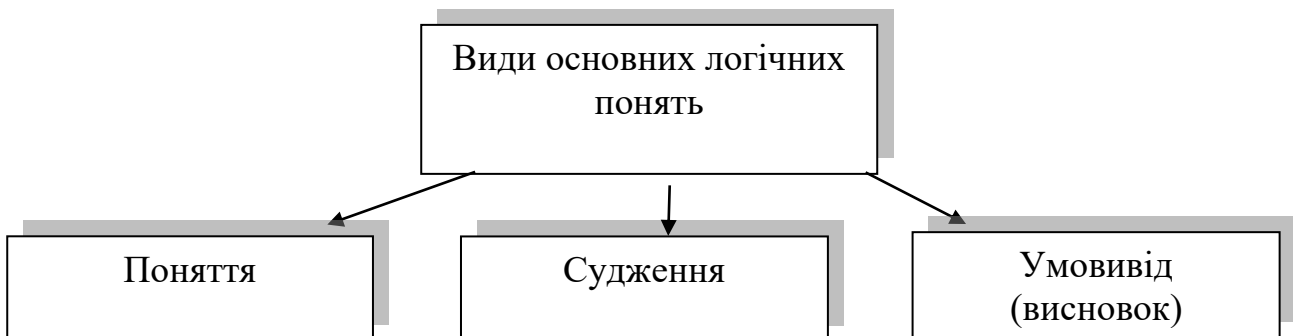 Види основних логічних
понять
Поняття
Судження
Умовивід
(висновок)